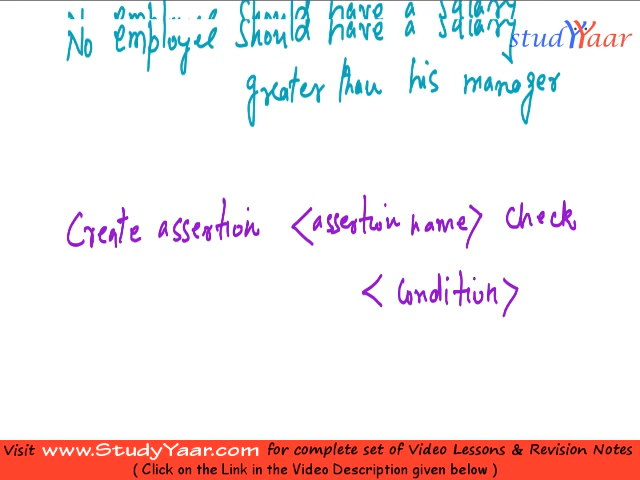 No employee should have a salary
studYYaar
greater than his manager
Create assertion <assertion name> check
<condition>
Visit www.StudyYaar.com for complete set of Video Lessons & Revision Notes
( Click on the Link in the Video Description given below )